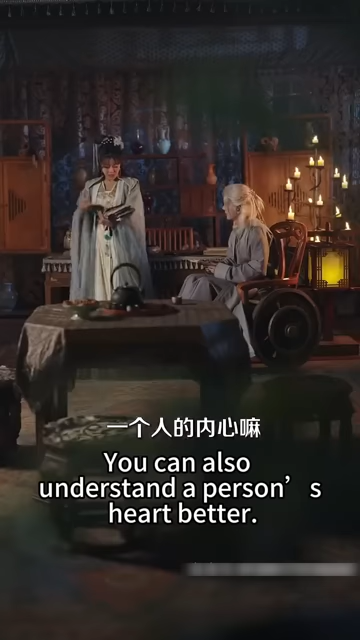 一个人的内心嘛
You can also
understand a person's
heart better.